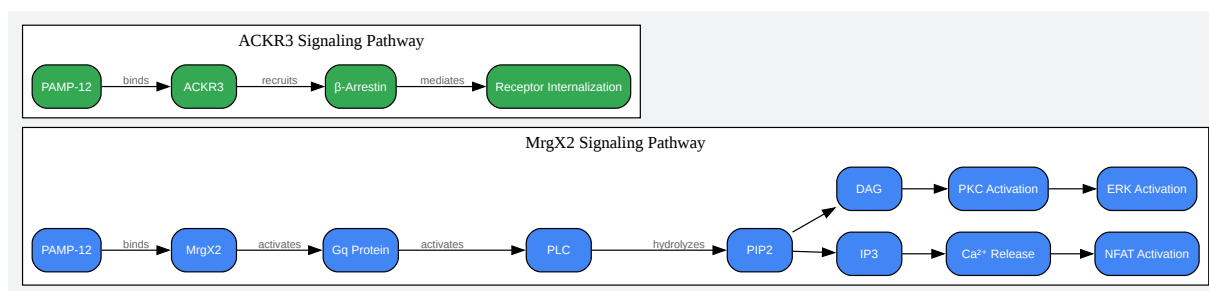 ACKR3 Signaling Pathway
PAMP-12 binds ACKR3 recruits β-Arrestin mediates Receptor Internalization
MrgX2 Signaling Pathway
DAG PKC Activation ERK Activation
PAMP-12 binds MrgX2 activates Gq Protein activates PLC hydrolyzes PIP2 IP3 Ca²⁺ Release NFAT Activation